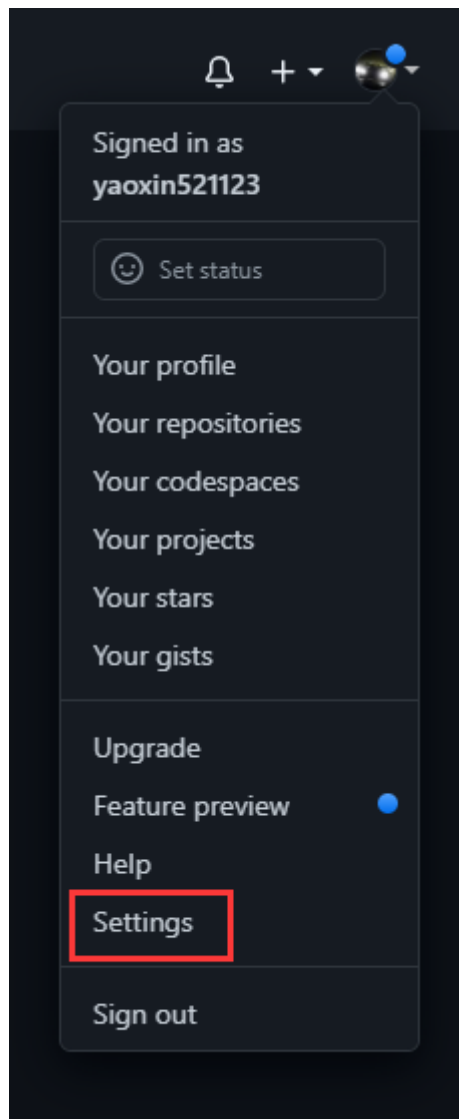 Signed in as
yaoxin521123
Set status
Your profile
Your repositories
Your codespaces
Your projects
Your stars
Your gists
Upgrade
Feature preview
Help
Settings
Sign out